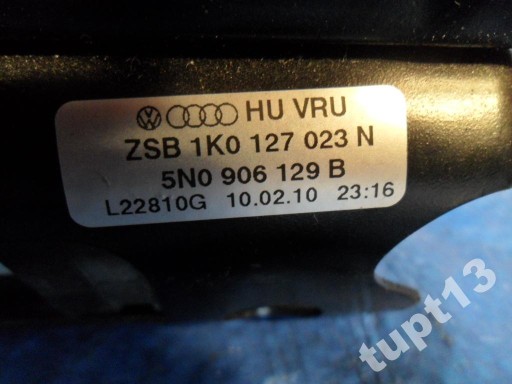 HU VRU
ZSB 1K0 127 023 N
5N0 906 129 B
L22810G 10.02.10 23:16
tupt13